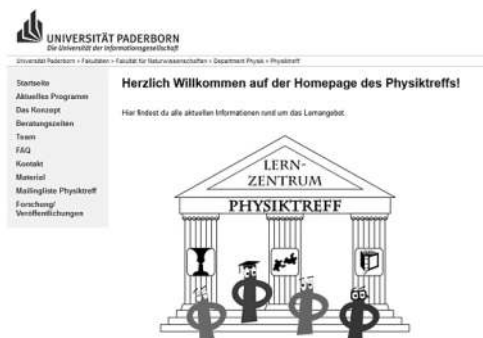 UNIVERSITÄT PADERBORN
Die Universität der Informationsgesellschaft
Universität Paderborn > Fakultäten > Fakultät für Naturwissenschaften > Department Physik > Physiktreff
Startseite
Aktuelles Programm
Das Konzept
Beratungszeiten
Team
FAQ
Kontakt
Material
Mailingliste Physiktreff
Forschung/
Veröffentlichungen
Herzlich Willkommen auf der Homepage des Physiktreffs!
Hier findest du alle aktuellen Informationen rund um das Lernangebot.
LERN-
ZENTRUM
PHYSIKTREFF